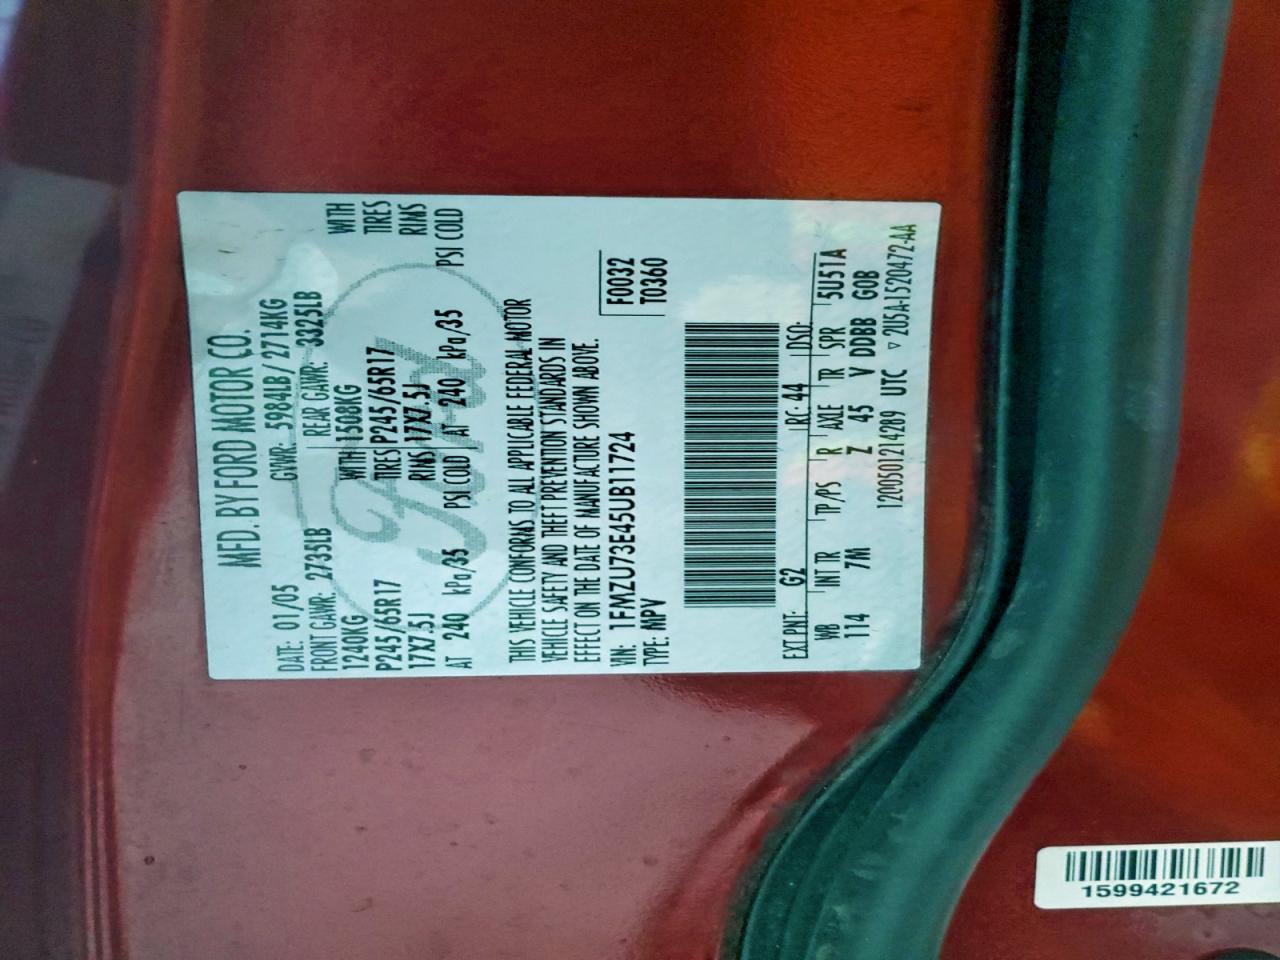 MFD. BY FORD MOTOR CO.
DATE: 01/05 GVWR: 5984LB/2714KG
FRONT GAWR: 2735LB REAR GAWR: 3325LB
1240KG WITH 1508KG WITH
P245/65R17 TIRES P245/65R17 TIRES
17X7.5J RIMS 17X7.5J RIMS
AT 240 kPa/35 PSI COLD AT 240 kPa/35 PSI COLD
Ford
THIS VEHICLE CONFORMS TO ALL APPLICABLE FEDERAL MOTOR
VEHICLE SAFETY AND THEFT PREVENTION STANDARDS IN
EFFECT ON THE DATE OF MANUFACTURE SHOWN ABOVE.
VIN: 1FMZU73E45UB11724 F0032
TYPE: MPV T0360
EXT PNT: G2 RC: 44 DSO:
WB INT TR TP/PS R AXLE TR SPR 5U51A
114 7M Z 45 V DDBB G0B
1200501214289 UTC ▽ 2U5A-1520472-AA
1599421672